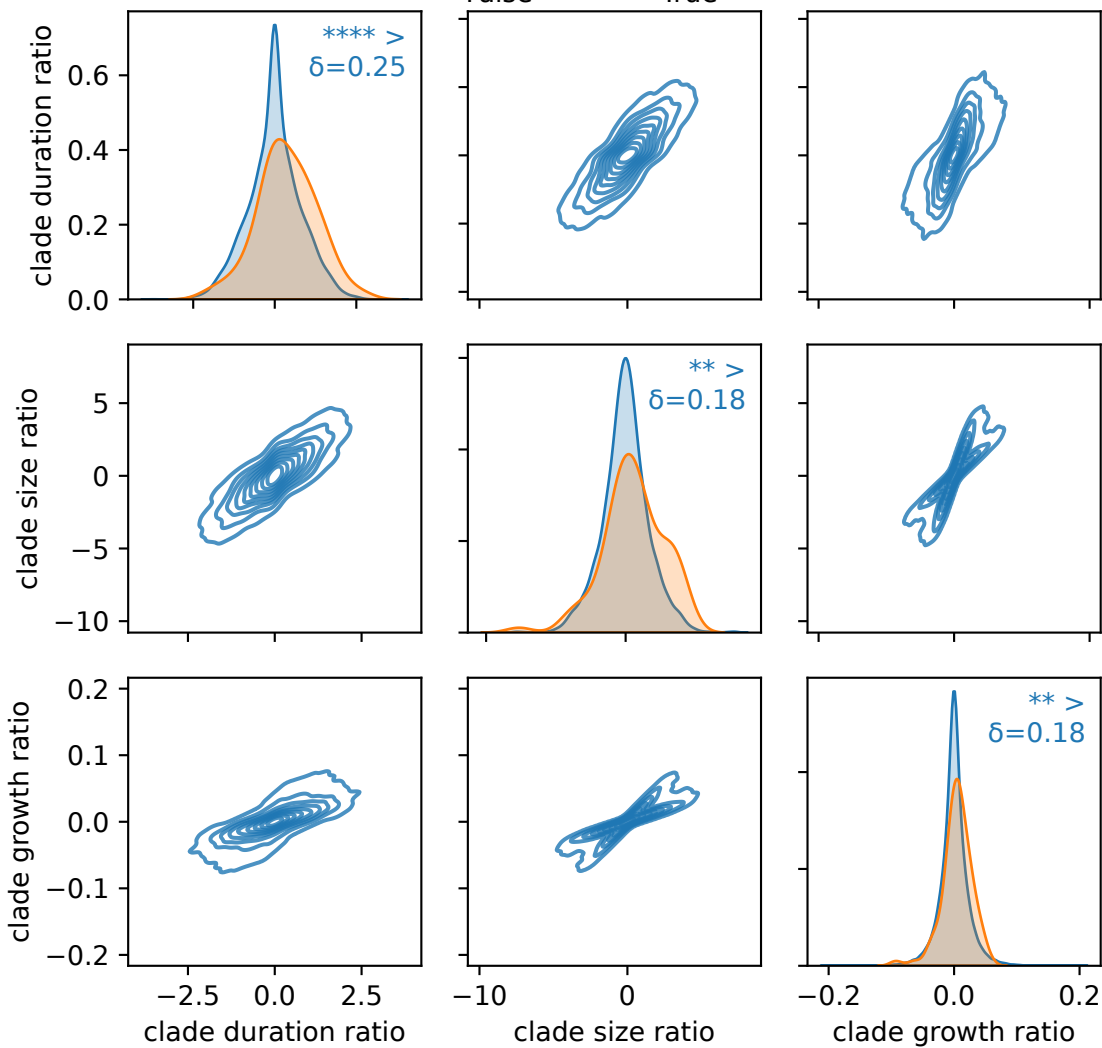 clade duration ratio
0.6
0.4
0.2
0.0
**** >
δ=0.25
clade size ratio
5
0
−5
−10
** >
δ=0.18
clade growth ratio
0.2
0.1
0.0
−0.1
−0.2
** >
δ=0.18
−2.5 0.0 2.5
clade duration ratio
−10 0
clade size ratio
−0.2 0.0 0.2
clade growth ratio